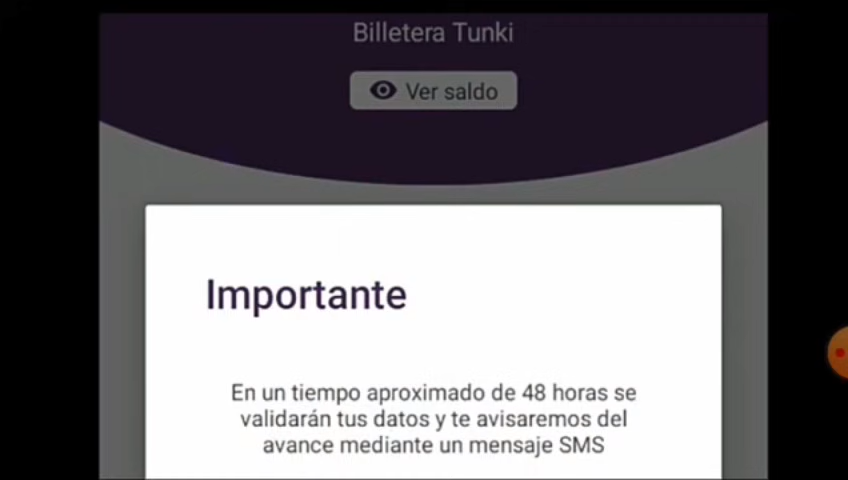 Billetera Tunki
Ver saldo
Importante
En un tiempo aproximado de 48 horas se
validarán tus datos y te avisaremos del
avance mediante un mensaje SMS